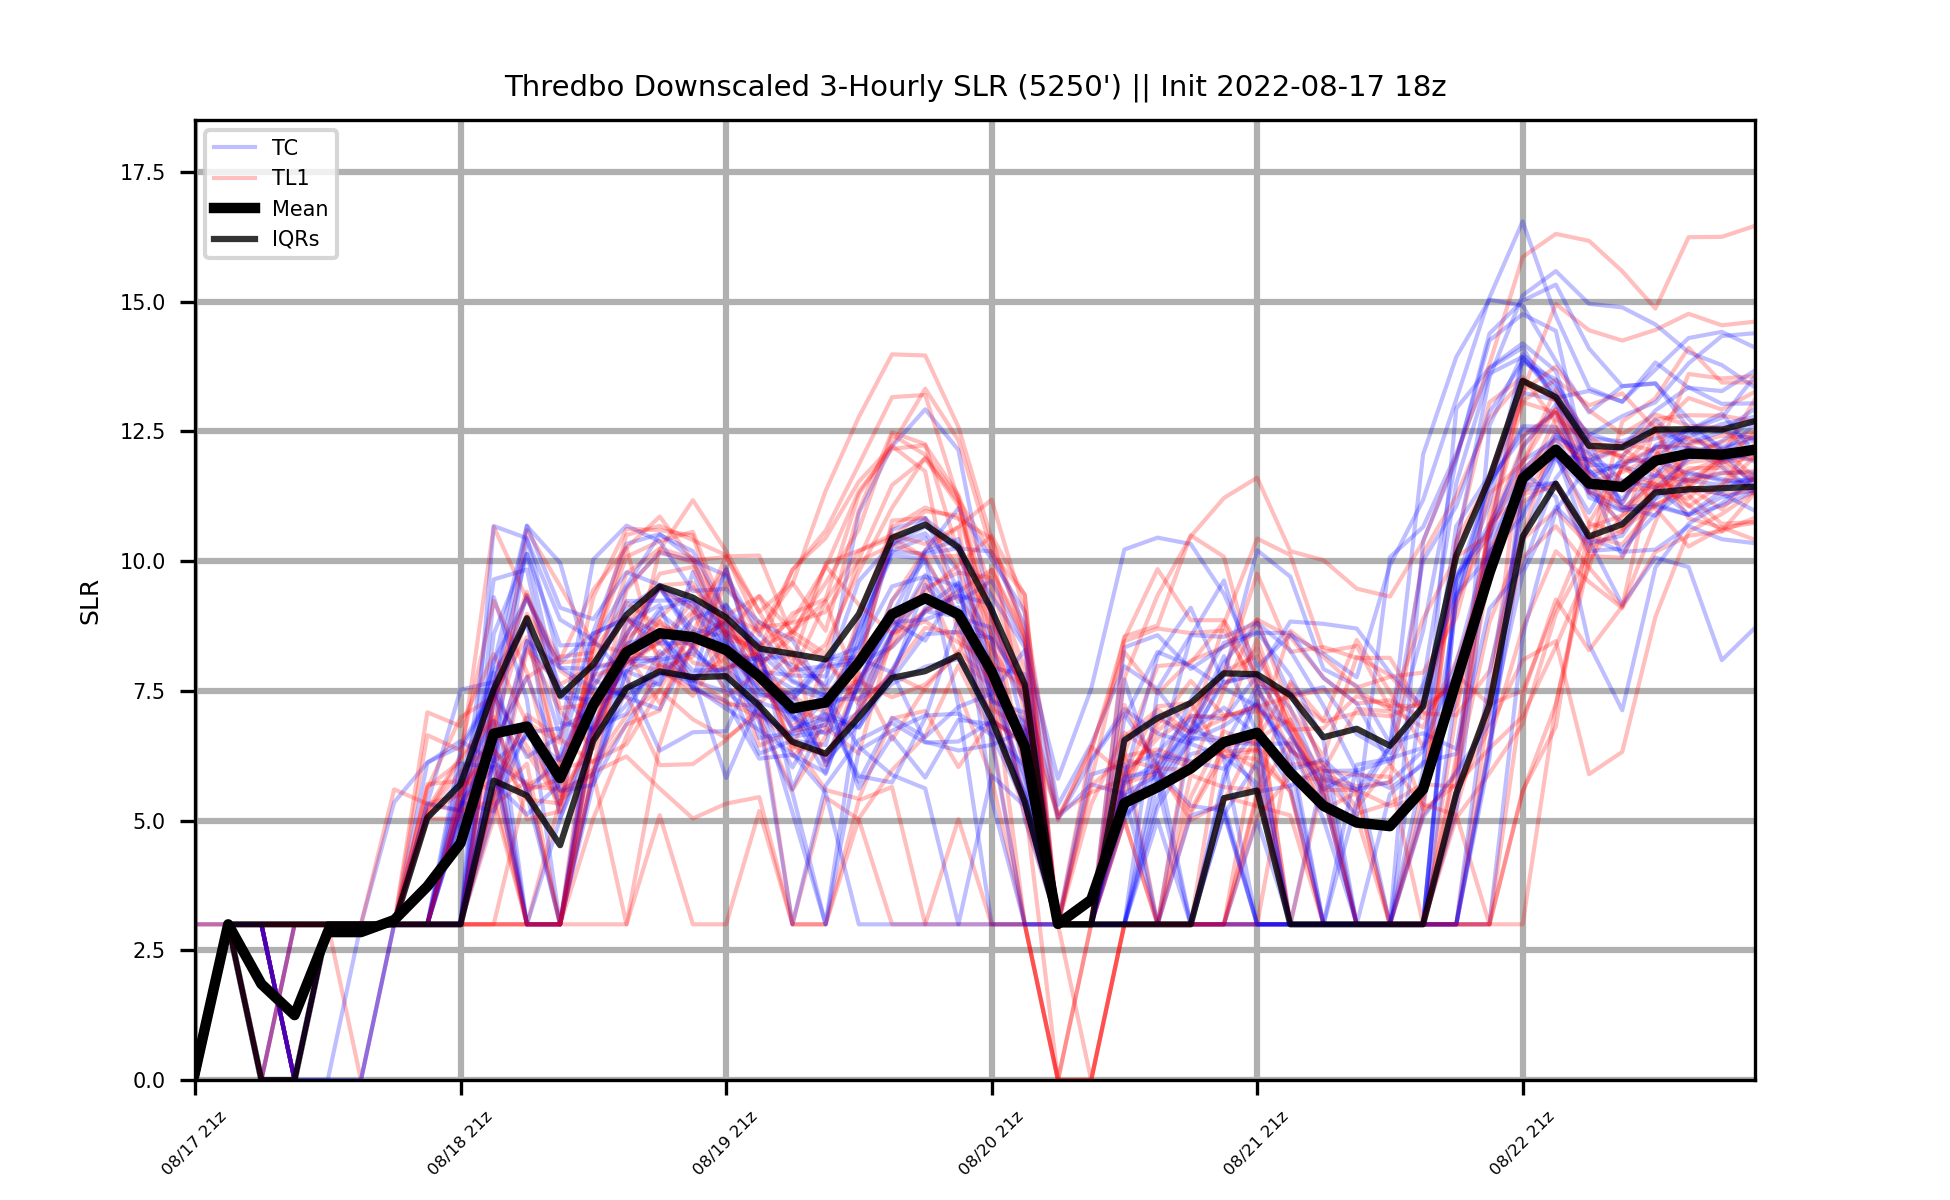 Thredbo Downscaled 3-Hourly SLR (5250') || Init 2022-08-17 18z
TC
TL1
Mean
IQRs
SLR
17.5
15.0
12.5
10.0
7.5
5.0
2.5
0.0
08/17 21z
08/18 21z
08/19 21z
08/20 21z
08/21 21z
08/22 21z